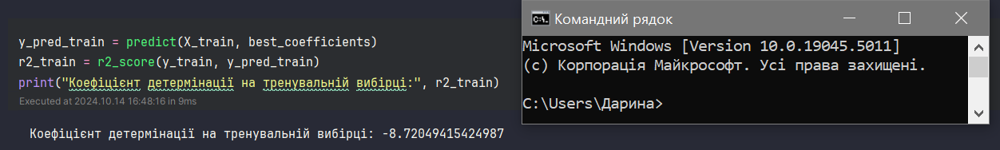 y_pred_train = predict(X_train, best_coefficients)
r2_train = r2_score(y_train, y_pred_train)
print("Коефіцієнт детермінації на тренувальній вибірці:", r2_train)
Executed at 2024.10.14 16:48:16 in 9ms
Коефіцієнт детермінації на тренувальній вибірці: -8.72049415424987
Командний рядок
Microsoft Windows [Version 10.0.19045.5011]
(c) Корпорація Майкрософт. Усі права захищені.
C:\Users\Дарина>